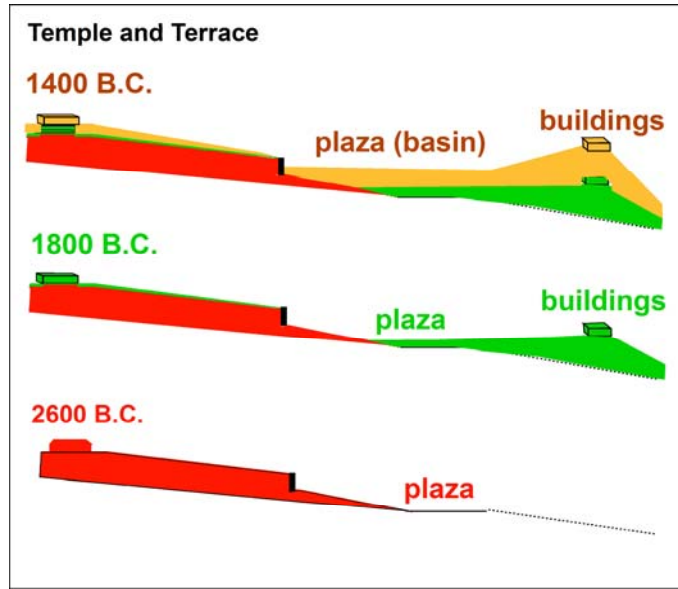 Temple and Terrace
1400 B.C.
buildings
plaza (basin)
1800 B.C.
buildings
plaza
2600 B.C.
plaza